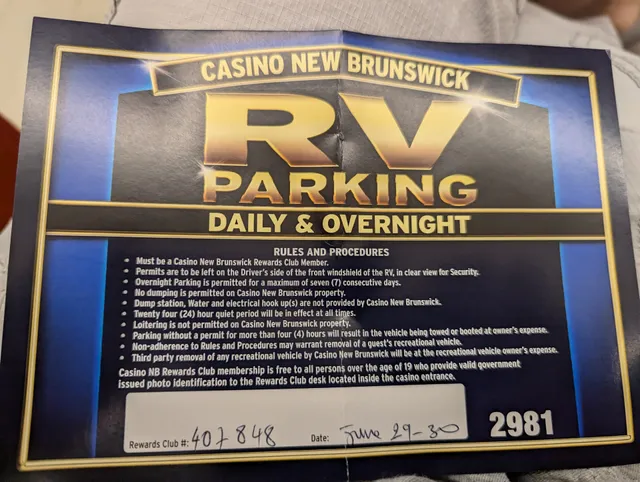 CASINO NEW BRUNSWICK
RV
PARKING
DAILY & OVERNIGHT
RULES AND PROCEDURES
• Must be a Casino New Brunswick Rewards Club Member.
• Permits are to be left on the Driver's side of the front windshield of the RV, in clear view for Security.
• Overnight Parking is permitted for a maximum of seven (7) consecutive days.
• No dumping is permitted on Casino New Brunswick property.
• Dump station, Water and electrical hook up(s) are not provided by Casino New Brunswick.
• Twenty four (24) hour quiet period will be in effect at all times.
• Loitering is not permitted on Casino New Brunswick property.
• Parking without a permit for more than four (4) hours will result in the vehicle being towed or booted at owner's expense.
• Non-adherence to Rules and Procedures may warrant removal of a guest's recreational vehicle.
• Third party removal of any recreational vehicle by Casino New Brunswick will be at the recreational vehicle owner's expense.
Casino NB Rewards Club membership is free to all persons over the age of 19 who provide valid government
issued photo identification to the Rewards Club desk located inside the casino entrance.
Rewards Club #: 407848 Date: June 29-30
2981